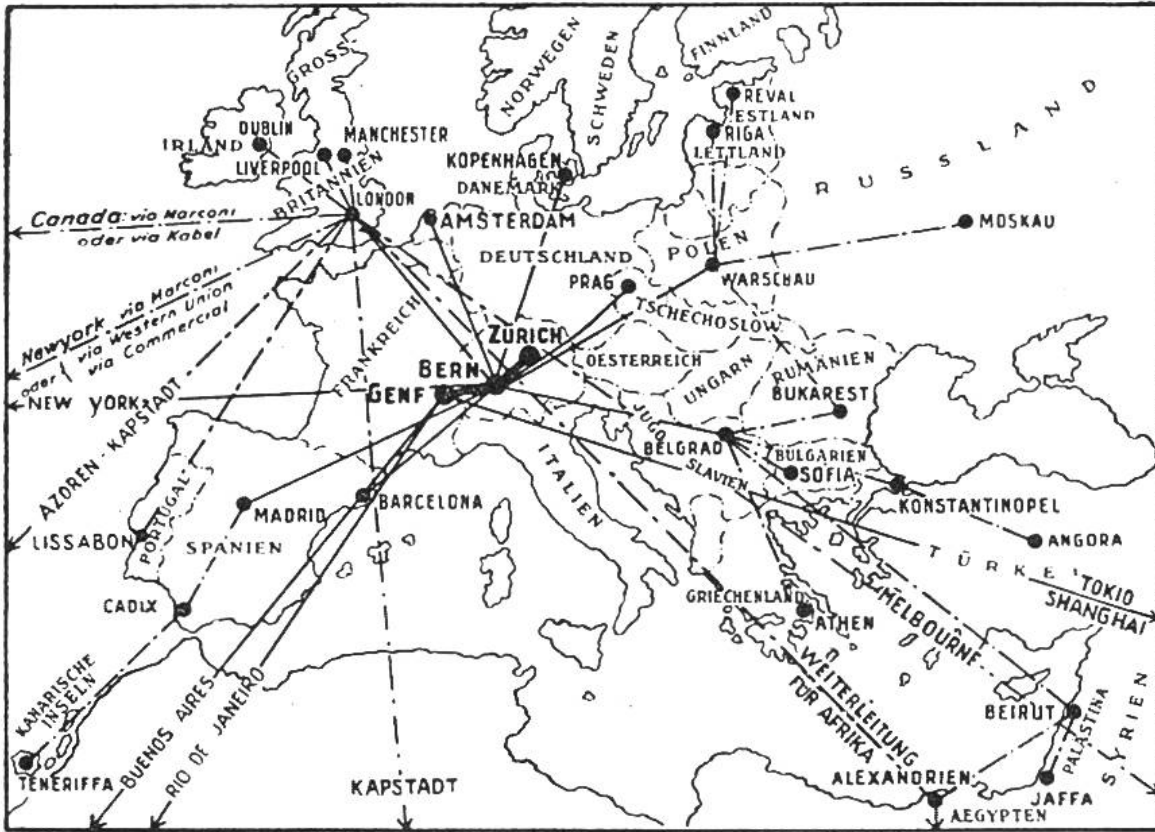 FINNLAND
NORWEGEN
SCHWEDEN
GROSS-
BRITANNIEN
REVAL
ESTLAND
RIGA
LETTLAND
RUSSLAND
DUBLIN
IRLAND
MANCHESTER
LIVERPOOL
KOPENHAGEN
DANEMARK
LONDON
AMSTERDAM
MOSKAU
Canada: via Marconi
oder via Kabel
DEUTSCHLAND
POLEN
WARSCHAU
PRAG
TSCHECHOSLOW.
Newyork via Marconi
oder via Western Union
via Commercial
FRANKREICH
ZÜRICH
OESTERREICH
UNGARN
RUMÄNIEN
BERN
GENF
BUKAREST
NEW YORK
JUGO
SLAVIEN
BELGRAD
BULGARIEN
SOFIA
ITALIEN
AZOREN - KAPSTADT
PORTUGAL
LISSABON
MADRID
SPANIEN
BARCELONA
KONSTANTINOPEL
ANGORA
TÜRKEI
TOKIO
SHANGHAI
CADIX
GRIECHENLAND
ATHEN
MELBOURNE
WEITERLEITUNG
FÜR AFRIKA
KANARISCHE
INSELN
TENERIFFA
BUENOS AIRES
RIO DE JANEIRO
KAPSTADT
BEIRUT
PALÄSTINA
SYRIEN
ALEXANDRIEN
JAFFA
AEGYPTEN